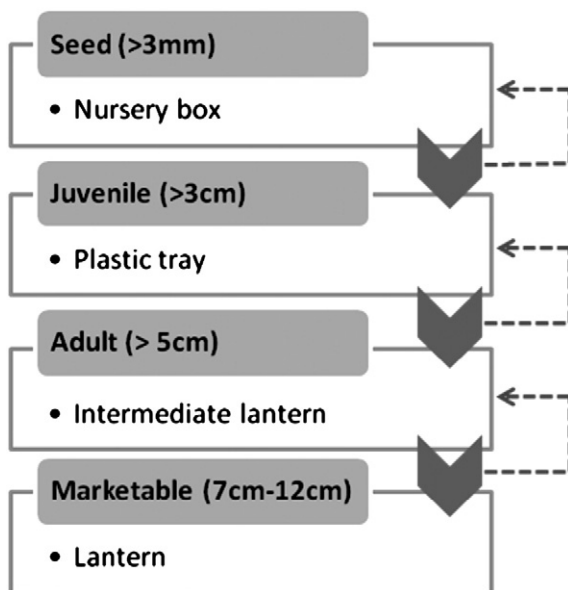 Seed (>3mm)
• Nursery box
Juvenile (>3cm)
• Plastic tray
Adult (> 5cm)
• Intermediate lantern
Marketable (7cm-12cm)
• Lantern